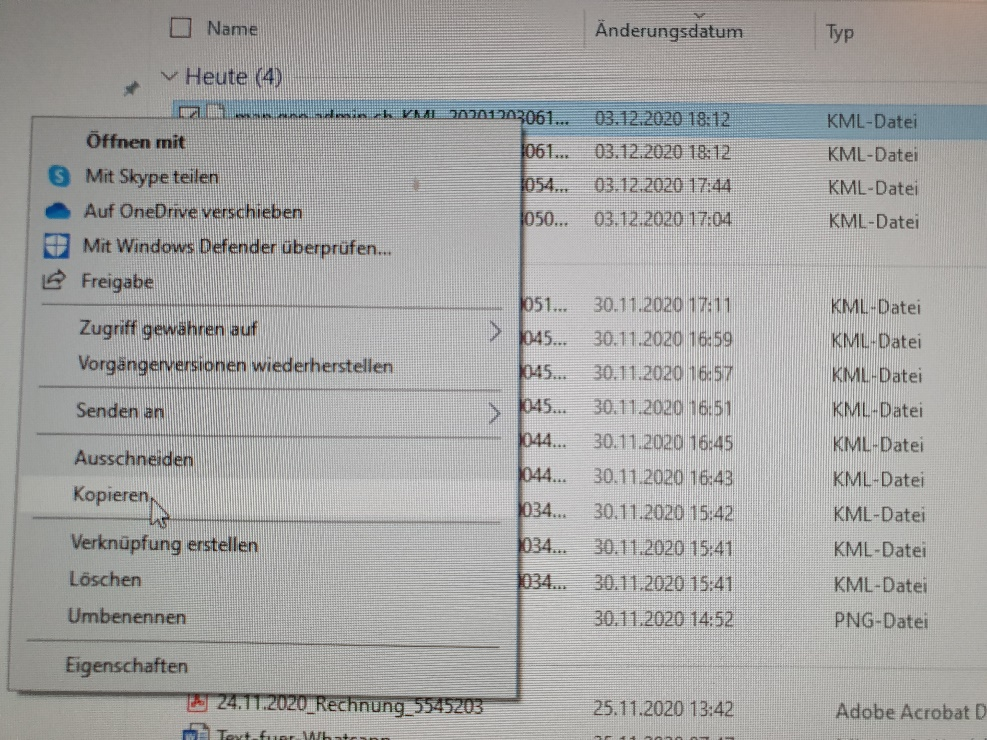 Name Änderungsdatum Typ
Heute (4)
map.geo.admin.ch_KML_20201203061... 03.12.2020 18:12 KML-Datei
061... 03.12.2020 18:12 KML-Datei
054... 03.12.2020 17:44 KML-Datei
050... 03.12.2020 17:04 KML-Datei
051... 30.11.2020 17:11 KML-Datei
045... 30.11.2020 16:59 KML-Datei
045... 30.11.2020 16:57 KML-Datei
045... 30.11.2020 16:51 KML-Datei
044... 30.11.2020 16:45 KML-Datei
044... 30.11.2020 16:43 KML-Datei
034... 30.11.2020 15:42 KML-Datei
034... 30.11.2020 15:41 KML-Datei
034... 30.11.2020 15:41 KML-Datei
30.11.2020 14:52 PNG-Datei
Öffnen mit
Mit Skype teilen
Auf OneDrive verschieben
Mit Windows Defender überprüfen...
Freigabe
Zugriff gewähren auf
Vorgängerversionen wiederherstellen
Senden an
Ausschneiden
Kopieren
Verknüpfung erstellen
Löschen
Umbenennen
Eigenschaften
24.11.2020_Rechnung_5545203 25.11.2020 13:42 Adobe Acrobat D
Text-fuer-Whatsapp